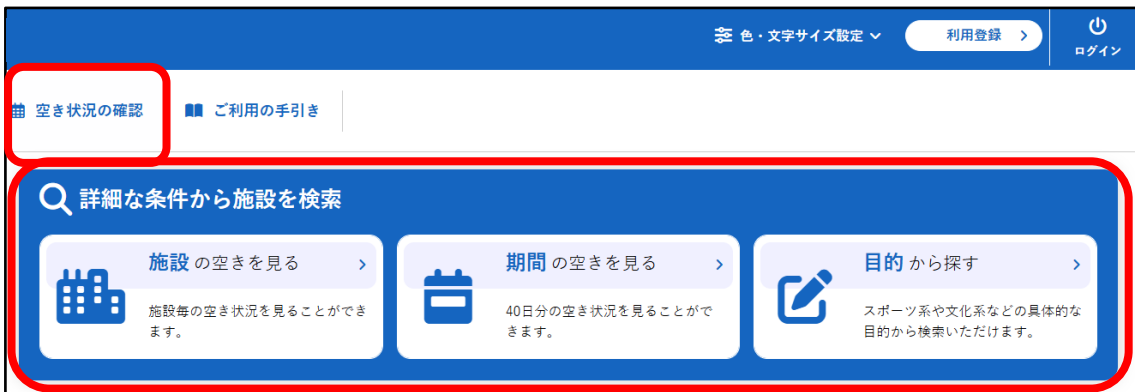 色・文字サイズ設定
利用登録
ログイン
空き状況の確認
ご利用の手引き
詳細な条件から施設を検索
施設 の空きを見る
施設毎の空き状況を見ることができ
ます。
期間 の空きを見る
40日分の空き状況を見ることがで
きます。
目的 から探す
スポーツ系や文化系などの具体的な
目的から検索いただけます。